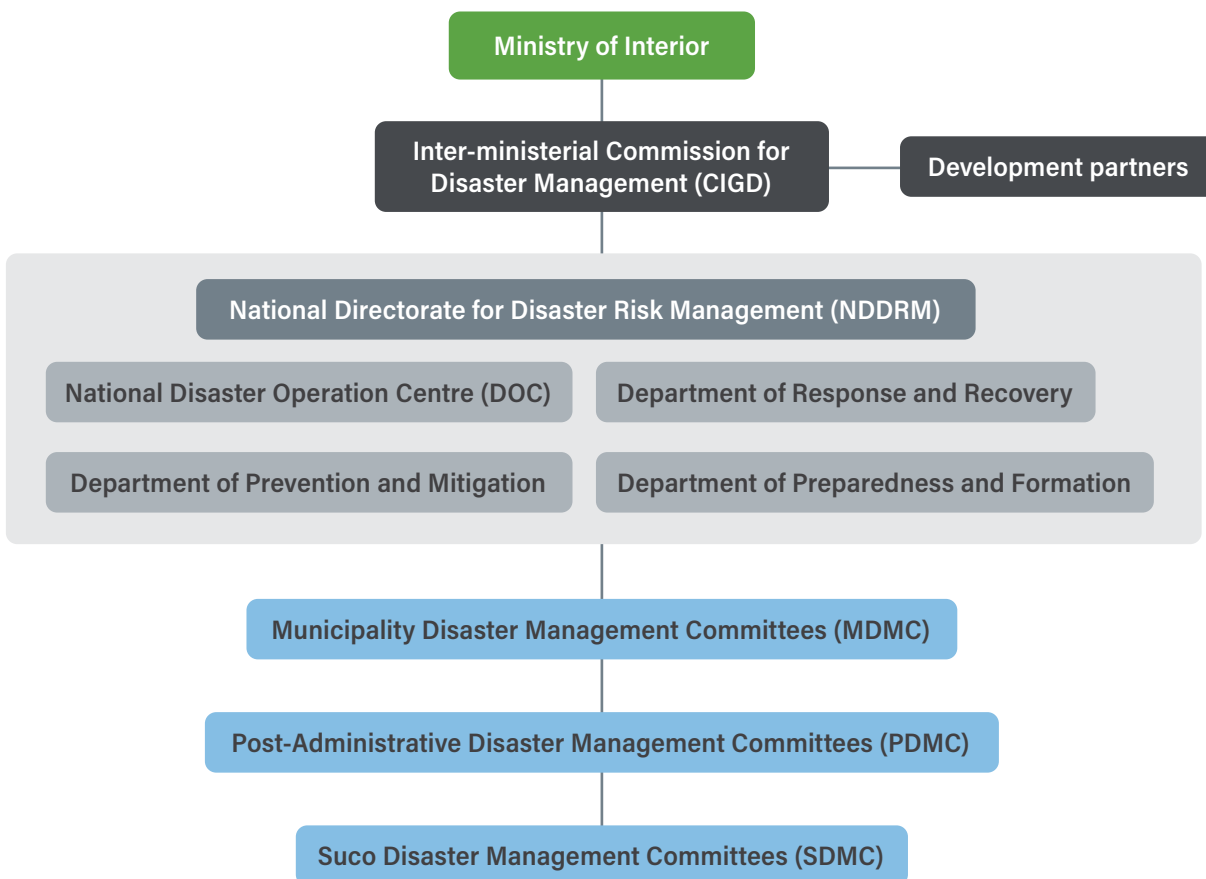 Ministry of Interior
Inter-ministerial Commission for
Disaster Management (CIGD)
Development partners
National Directorate for Disaster Risk Management (NDDRM)
National Disaster Operation Centre (DOC)
Department of Response and Recovery
Department of Prevention and Mitigation
Department of Preparedness and Formation
Municipality Disaster Management Committees (MDMC)
Post-Administrative Disaster Management Committees (PDMC)
Suco Disaster Management Committees (SDMC)